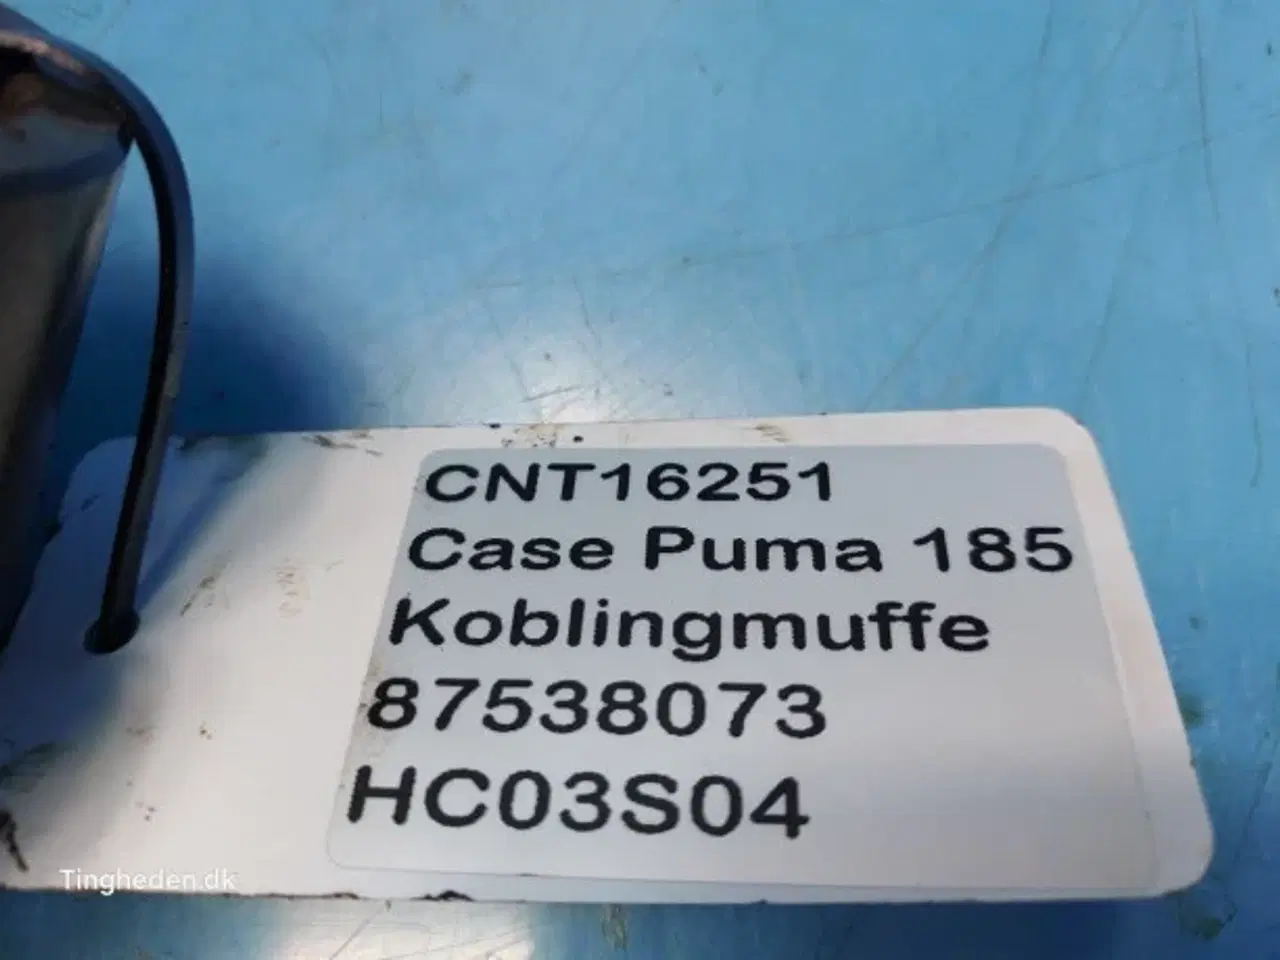 CNT16251
Case Puma 185
Koblingmuffe
87538073
HC03S04
Tingheden.dk